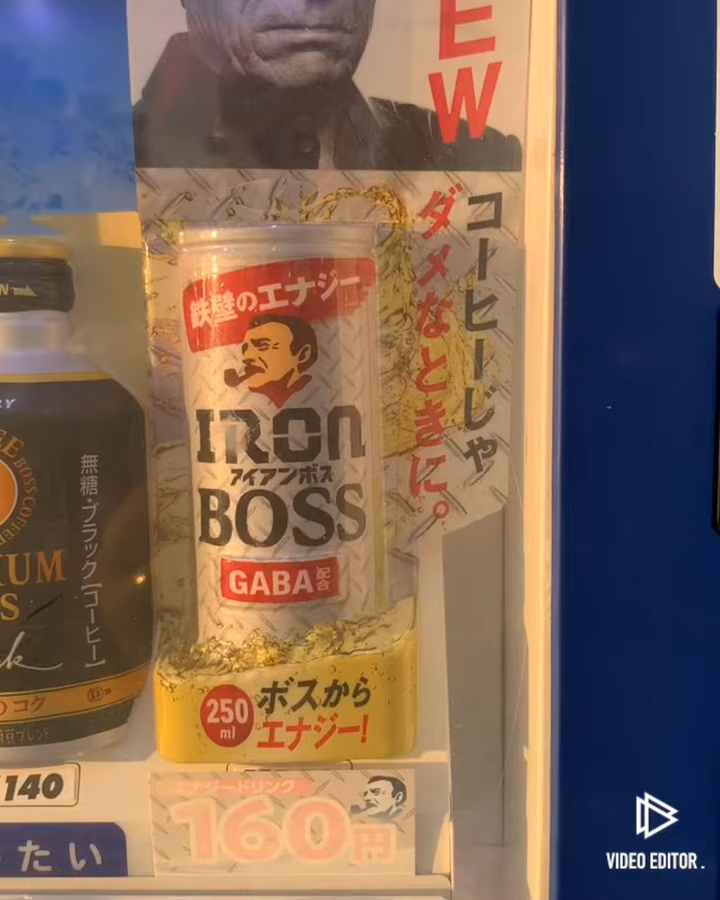 EW
コーヒーじゃ
ダメなときに。
鉄壁のエナジー
IRON
アイアンボス
BOSS
GABA配合
250
ml
ボスから
エナジー!
エナジードリンク
160円
無糖・ブラック[コーヒー]
UM
S
k
コク
140
たい
VIDEO EDITOR.